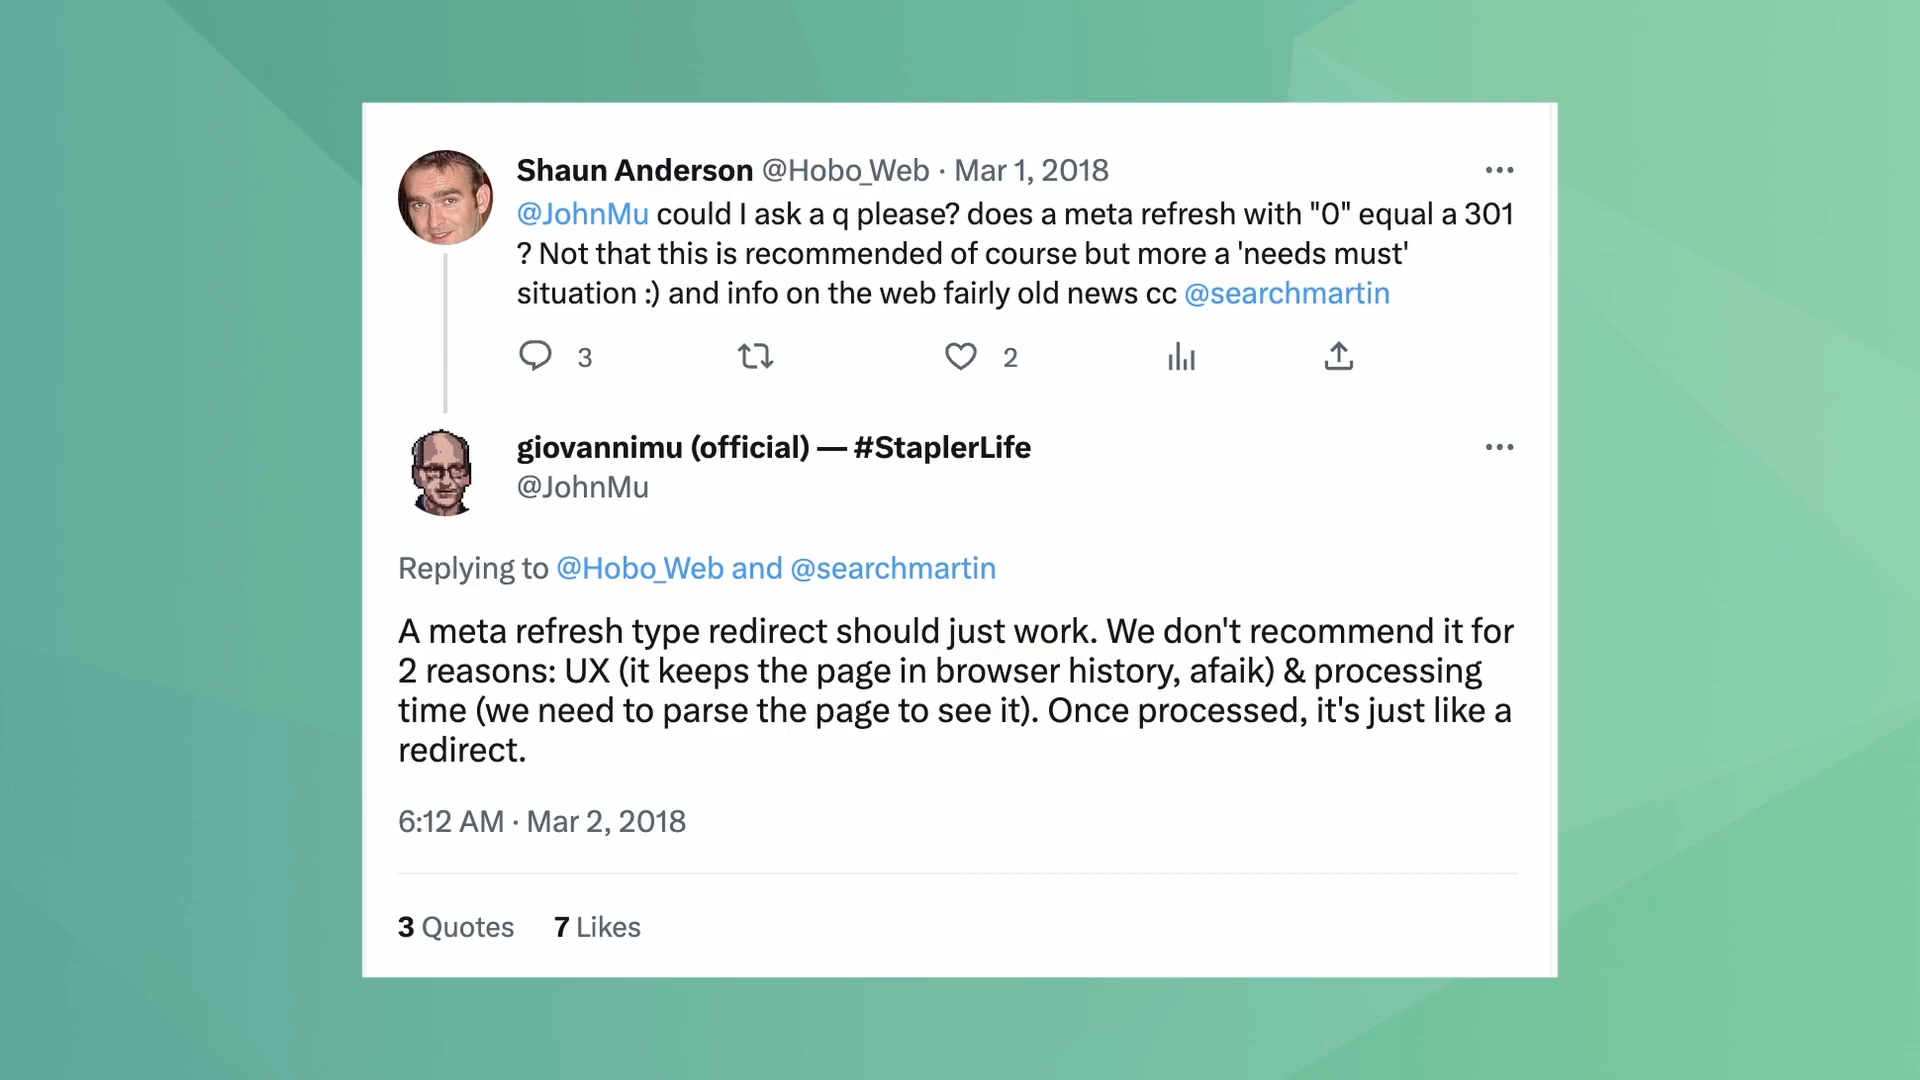 Shaun Anderson @Hobo_Web · Mar 1, 2018
@JohnMu could I ask a q please? does a meta refresh with "0" equal a 301
? Not that this is recommended of course but more a 'needs must'
situation :) and info on the web fairly old news cc @searchmartin
3 2
giovannimu (official) — #StaplerLife
@JohnMu
Replying to @Hobo_Web and @searchmartin
A meta refresh type redirect should just work. We don't recommend it for
2 reasons: UX (it keeps the page in browser history, afaik) & processing
time (we need to parse the page to see it). Once processed, it's just like a
redirect.
6:12 AM · Mar 2, 2018
3 Quotes 7 Likes